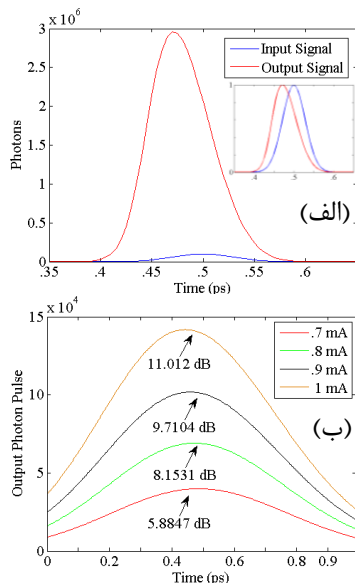 x 10^6
3
2.5
2
1.5
1
0.5
0
Photons
Input Signal
Output Signal
1
0
.4 .5 .6
(الف)
.35 .4 .45 .5 .55 .6
Time (ps)
x 10^4
15
10
5
0
Output Photon Pulse
.7 mA
.8 mA
.9 mA
1 mA
11.012 dB
9.7104 dB
8.1531 dB
5.8847 dB
(ب)
0 0.2 0.4 0.6 0.8 0.9
Time (ps)